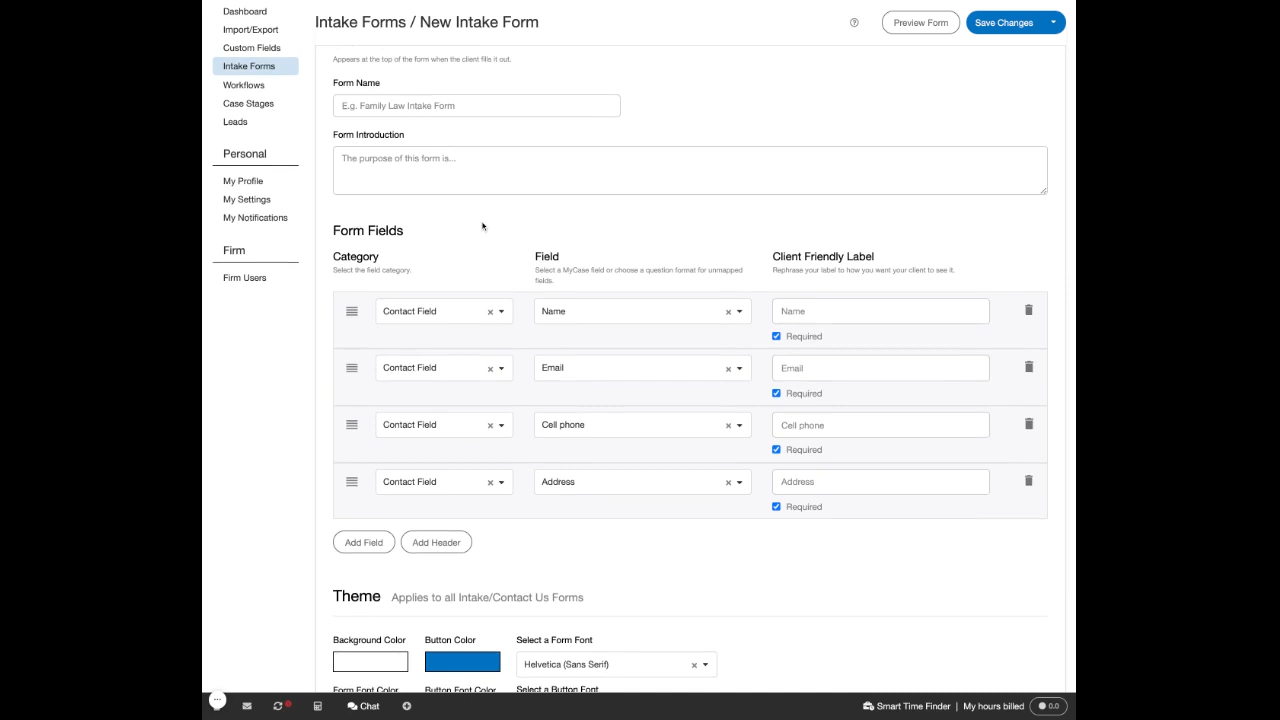 Dashboard
Import/Export
Custom Fields
Intake Forms
Workflows
Case Stages
Leads
Personal
My Profile
My Settings
My Notifications
Firm
Firm Users
Intake Forms / New Intake Form
Preview Form
Save Changes
Appears at the top of the form when the client fills it out.
Form Name
E.g. Family Law Intake Form
Form Introduction
The purpose of this form is...
Form Fields
Category
Select the field category.
Field
Select a MyCase field or choose a question format for unmapped
fields.
Client Friendly Label
Rephrase your label to how you want your client to see it.
Contact Field
Name
Name
Required
Contact Field
Email
Email
Required
Contact Field
Cell phone
Cell phone
Required
Contact Field
Address
Address
Required
Add Field
Add Header
Theme
Applies to all Intake/Contact Us Forms
Background Color
Button Color
Select a Form Font
Helvetica (Sans Serif)
Form Font Color
Button Font Color
Select a Button Font
Chat
Smart Time Finder
My hours billed
0.0